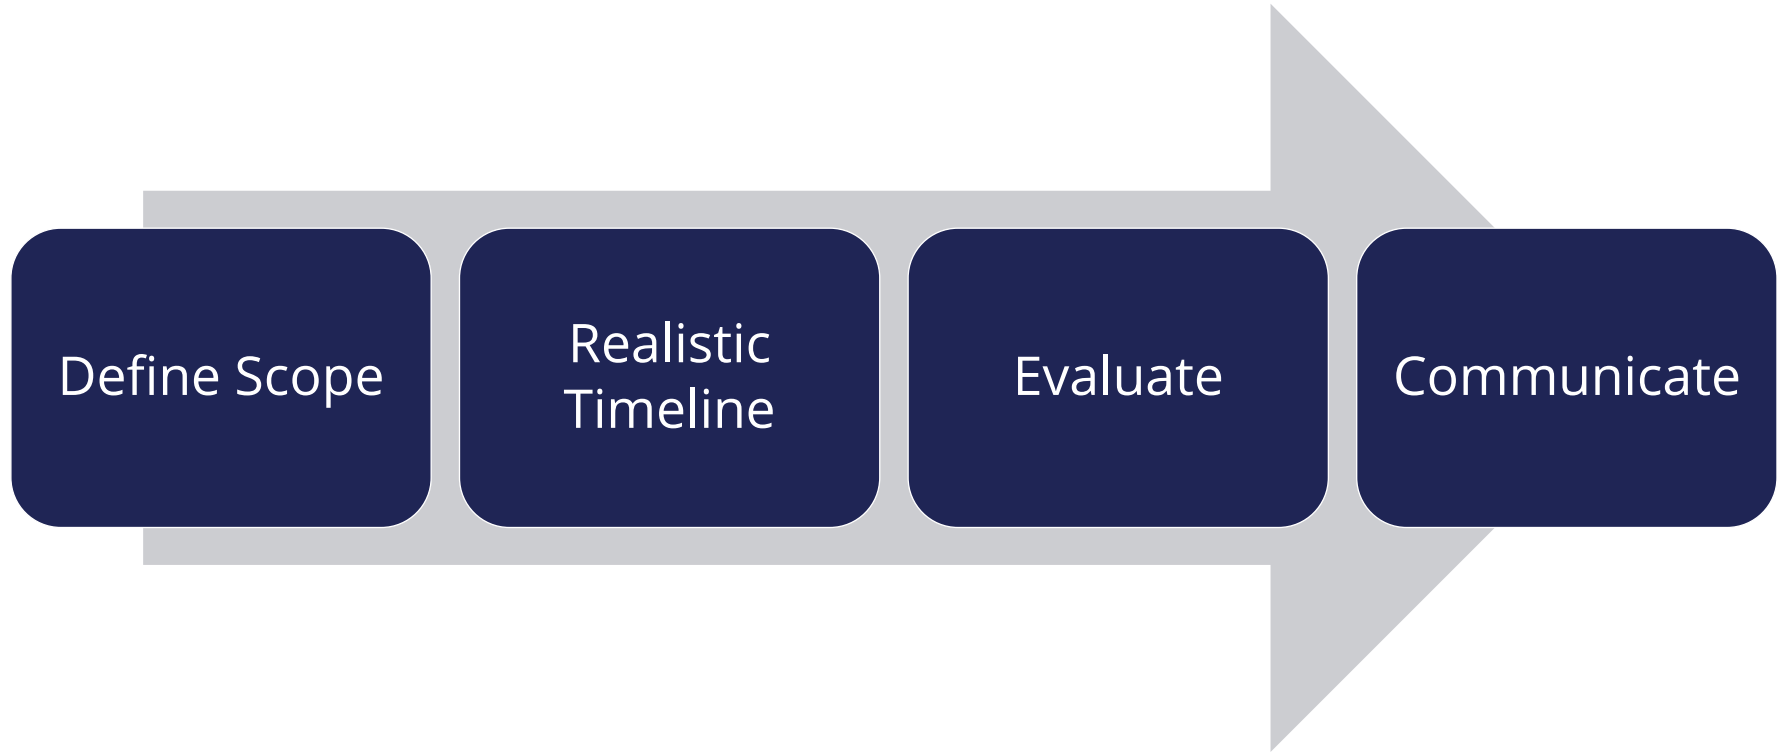 Define Scope
Realistic
Timeline
Evaluate
Communicate